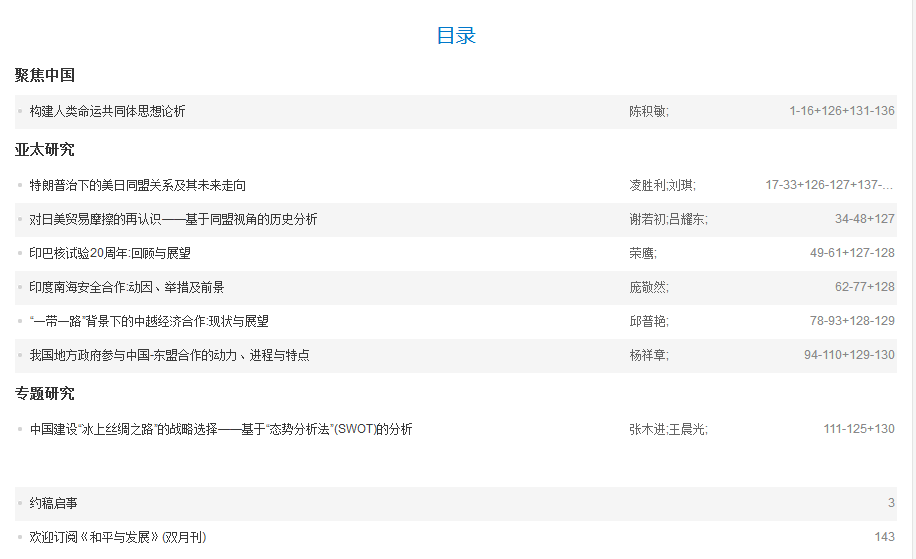 目录
聚焦中国
构建人类命运共同体思想论析 陈积敏; 1-16+126+131-136
亚太研究
特朗普治下的美日同盟关系及其未来走向 凌胜利;刘琪; 17-33+126-127+137-...
对日美贸易摩擦的再认识——基于同盟视角的历史分析 谢若初;吕耀东; 34-48+127
印巴核试验20周年:回顾与展望 荣鹰; 49-61+127-128
印度南海安全合作:动因、举措及前景 庞敬然; 62-77+128
“一带一路”背景下的中越经济合作:现状与展望 邱普艳; 78-93+128-129
我国地方政府参与中国-东盟合作的动力、进程与特点 杨祥章; 94-110+129-130
专题研究
中国建设“冰上丝绸之路”的战略选择——基于“态势分析法”(SWOT)的分析 张木进;王晨光; 111-125+130
约稿启事 3
欢迎订阅《和平与发展》(双月刊) 143